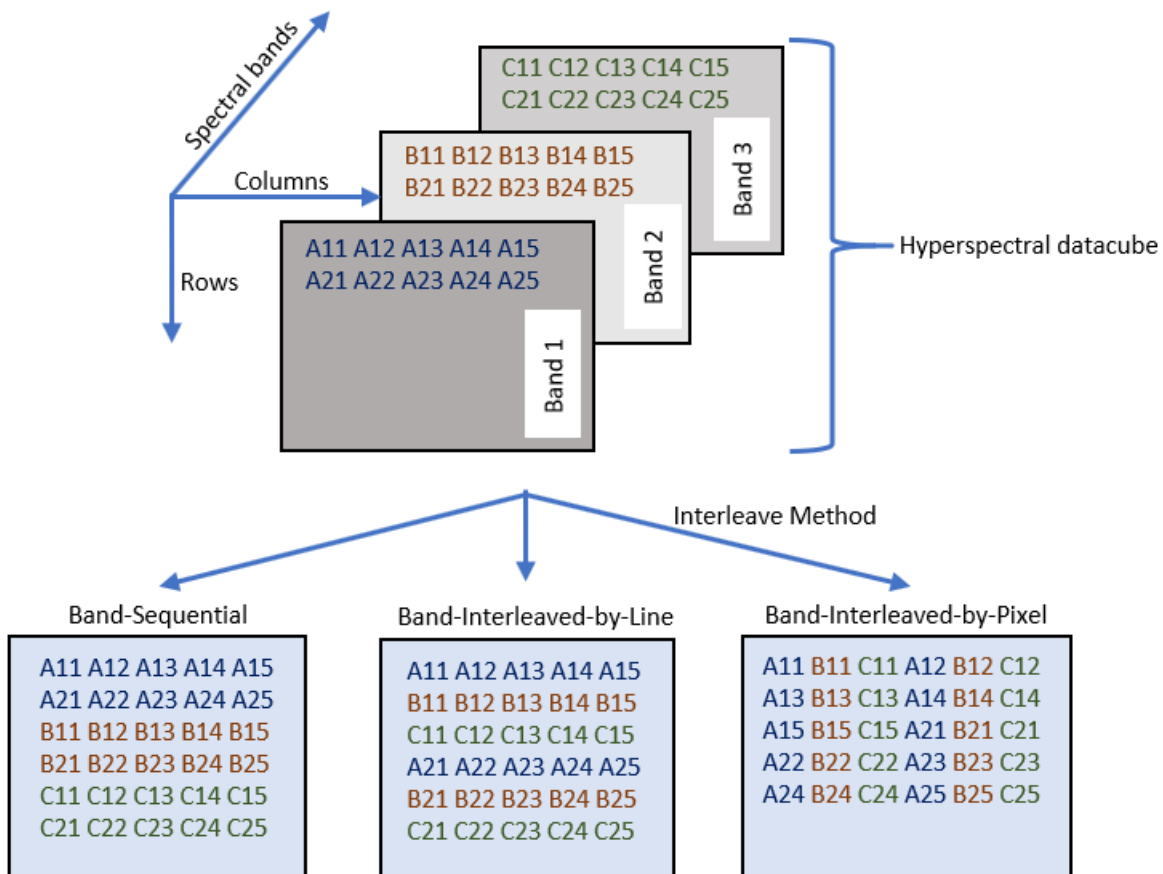 Spectral bands
Columns
Rows
C11 C12 C13 C14 C15
C21 C22 C23 C24 C25
Band 3
B11 B12 B13 B14 B15
B21 B22 B23 B24 B25
Band 2
A11 A12 A13 A14 A15
A21 A22 A23 A24 A25
Band 1
Hyperspectral datacube
Interleave Method
Band-Sequential
A11 A12 A13 A14 A15
A21 A22 A23 A24 A25
B11 B12 B13 B14 B15
B21 B22 B23 B24 B25
C11 C12 C13 C14 C15
C21 C22 C23 C24 C25
Band-Interleaved-by-Line
A11 A12 A13 A14 A15
B11 B12 B13 B14 B15
C11 C12 C13 C14 C15
A21 A22 A23 A24 A25
B21 B22 B23 B24 B25
C21 C22 C23 C24 C25
Band-Interleaved-by-Pixel
A11 B11 C11 A12 B12 C12
A13 B13 C13 A14 B14 C14
A15 B15 C15 A21 B21 C21
A22 B22 C22 A23 B23 C23
A24 B24 C24 A25 B25 C25